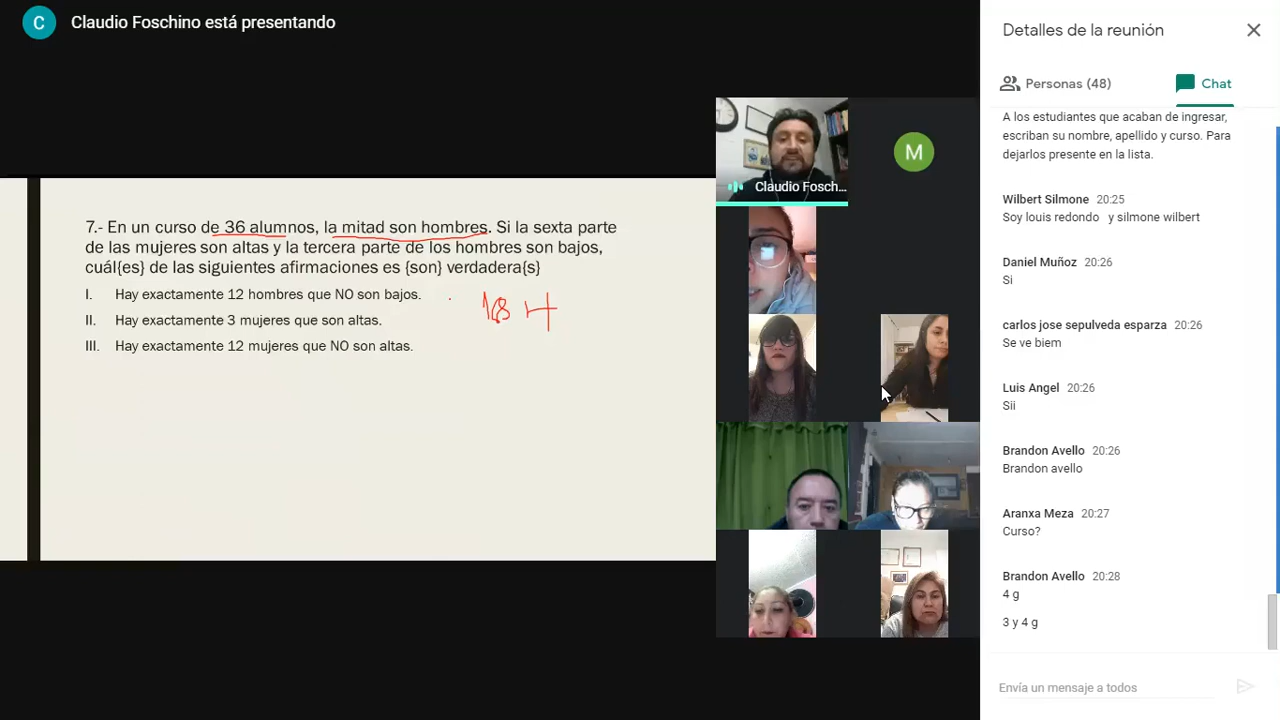 C Claudio Foschino está presentando
7.- En un curso de 36 alumnos, la mitad son hombres. Si la sexta parte
de las mujeres son altas y la tercera parte de los hombres son bajos,
cuál{es} de las siguientes afirmaciones es {son} verdadera{s}
I. Hay exactamente 12 hombres que NO son bajos.
II. Hay exactamente 3 mujeres que son altas.
III. Hay exactamente 12 mujeres que NO son altas.
18 H
Claudio Fosch...
M
Detalles de la reunión
Personas (48) Chat
A los estudiantes que acaban de ingresar,
escriban su nombre, apellido y curso. Para
dejarlos presente en la lista.
Wilbert Silmone 20:25
Soy louis redondo y silmone wilbert
Daniel Muñoz 20:26
Si
carlos jose sepulveda esparza 20:26
Se ve biem
Luis Angel 20:26
Sii
Brandon Avello 20:26
Brandon avello
Aranxa Meza 20:27
Curso?
Brandon Avello 20:28
4 g
3 y 4 g
Envía un mensaje a todos